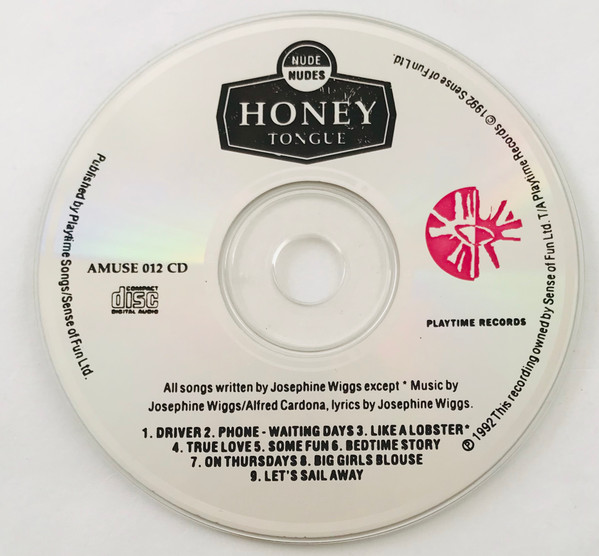 NUDE
NUDES
HONEY
TONGUE
© 1992 Sense of Fun Ltd.
Published by Playtime Songs/Sense of Fun Ltd.
AMUSE 012 CD
COMPACT
disc
DIGITAL AUDIO
PLAYTIME RECORDS
℗ 1992 This recording owned by Sense of Fun Ltd. T/A Playtime Records
All songs written by Josephine Wiggs except * Music by
Josephine Wiggs/Alfred Cardona, lyrics by Josephine Wiggs.
1. DRIVER 2. PHONE - WAITING DAYS 3. LIKE A LOBSTER*,
4. TRUE LOVE 5. SOME FUN 6. BEDTIME STORY
7. ON THURSDAYS 8. BIG GIRLS BLOUSE
9. LET'S SAIL AWAY